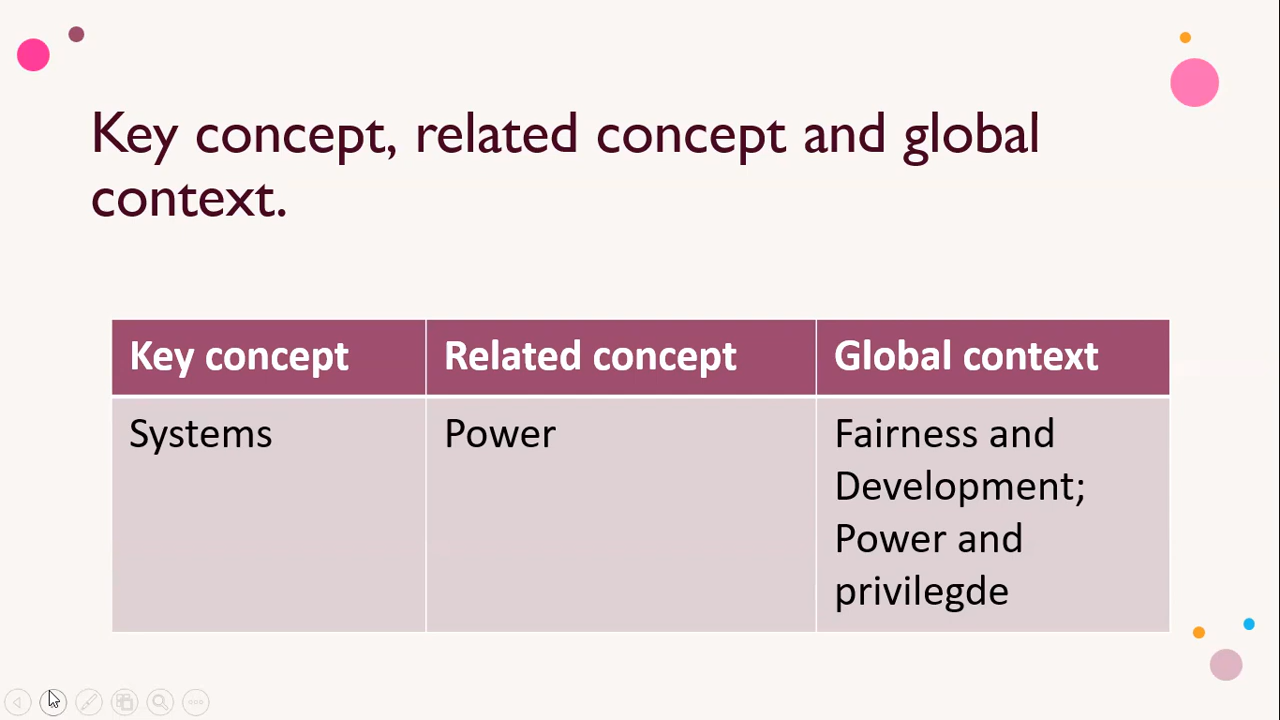 Key concept, related concept and global
context.
Key concept
Related concept
Global context
Systems
Power
Fairness and
Development;
Power and
privilegde